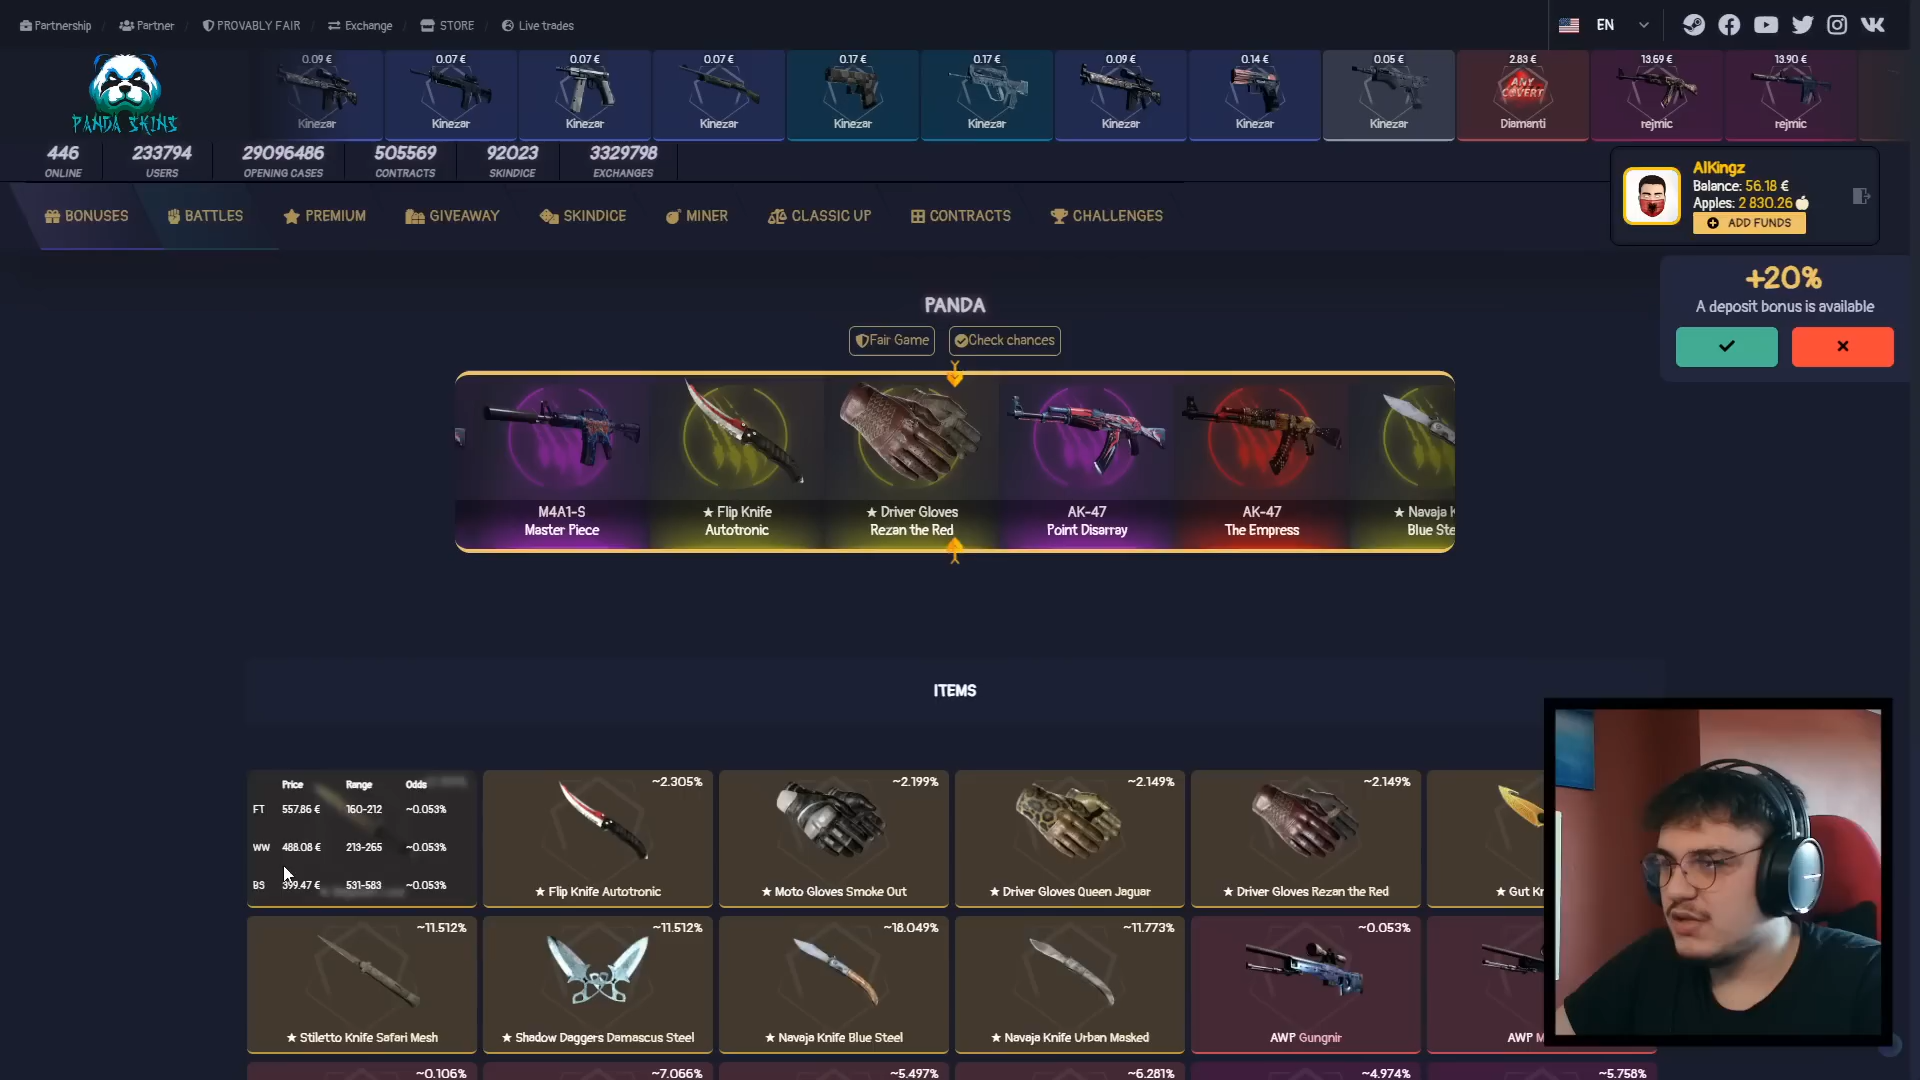 Partnership / Partner / PROVABLY FAIR / Exchange / STORE / Live trades
EN
PANDA SKINS
0.09 € 0.07 € 0.07 € 0.07 € 0.17 € 0.17 € 0.09 € 0.14 € 0.05 € 2.83 € 13.69 € 13.90 €
ANY
COVERT
Kinezar Kinezar Kinezar Kinezar Kinezar Kinezar Kinezar Kinezar Kinezar Diamanti rejmic rejmic
446 233794 29096486 505569 92023 3329798
ONLINE USERS OPENING CASES CONTRACTS SKINDICE EXCHANGES
AlKingz
Balance: 56.18 €
Apples: 2 830.26
ADD FUNDS
BONUSES BATTLES PREMIUM GIVEAWAY SKINDICE MINER CLASSIC UP CONTRACTS CHALLENGES
+20%
A deposit bonus is available
PANDA
Fair Game Check chances
M4A1-S ★ Flip Knife ★ Driver Gloves AK-47 AK-47 ★ Navaja K
Master Piece Autotronic Rezan the Red Point Disarray The Empress Blue Ste
ITEMS
Price Range Odds
FT 557.86 € 160-212 ~0.053%
WW 488.08 € 213-265 ~0.053%
BS 399.47 € 531-583 ~0.053%
~2.305% ~2.199% ~2.149% ~2.149%
★ Flip Knife Autotronic ★ Moto Gloves Smoke Out ★ Driver Gloves Queen Jaguar ★ Driver Gloves Rezan the Red ★ Gut Kn
~11.512% ~11.512% ~18.049% ~11.773% ~0.053%
★ Stiletto Knife Safari Mesh ★ Shadow Daggers Damascus Steel ★ Navaja Knife Blue Steel ★ Navaja Knife Urban Masked AWP Gungnir AWP M
~0.106% ~7.066% ~5.497% ~6.281% ~4.974% ~5.758%